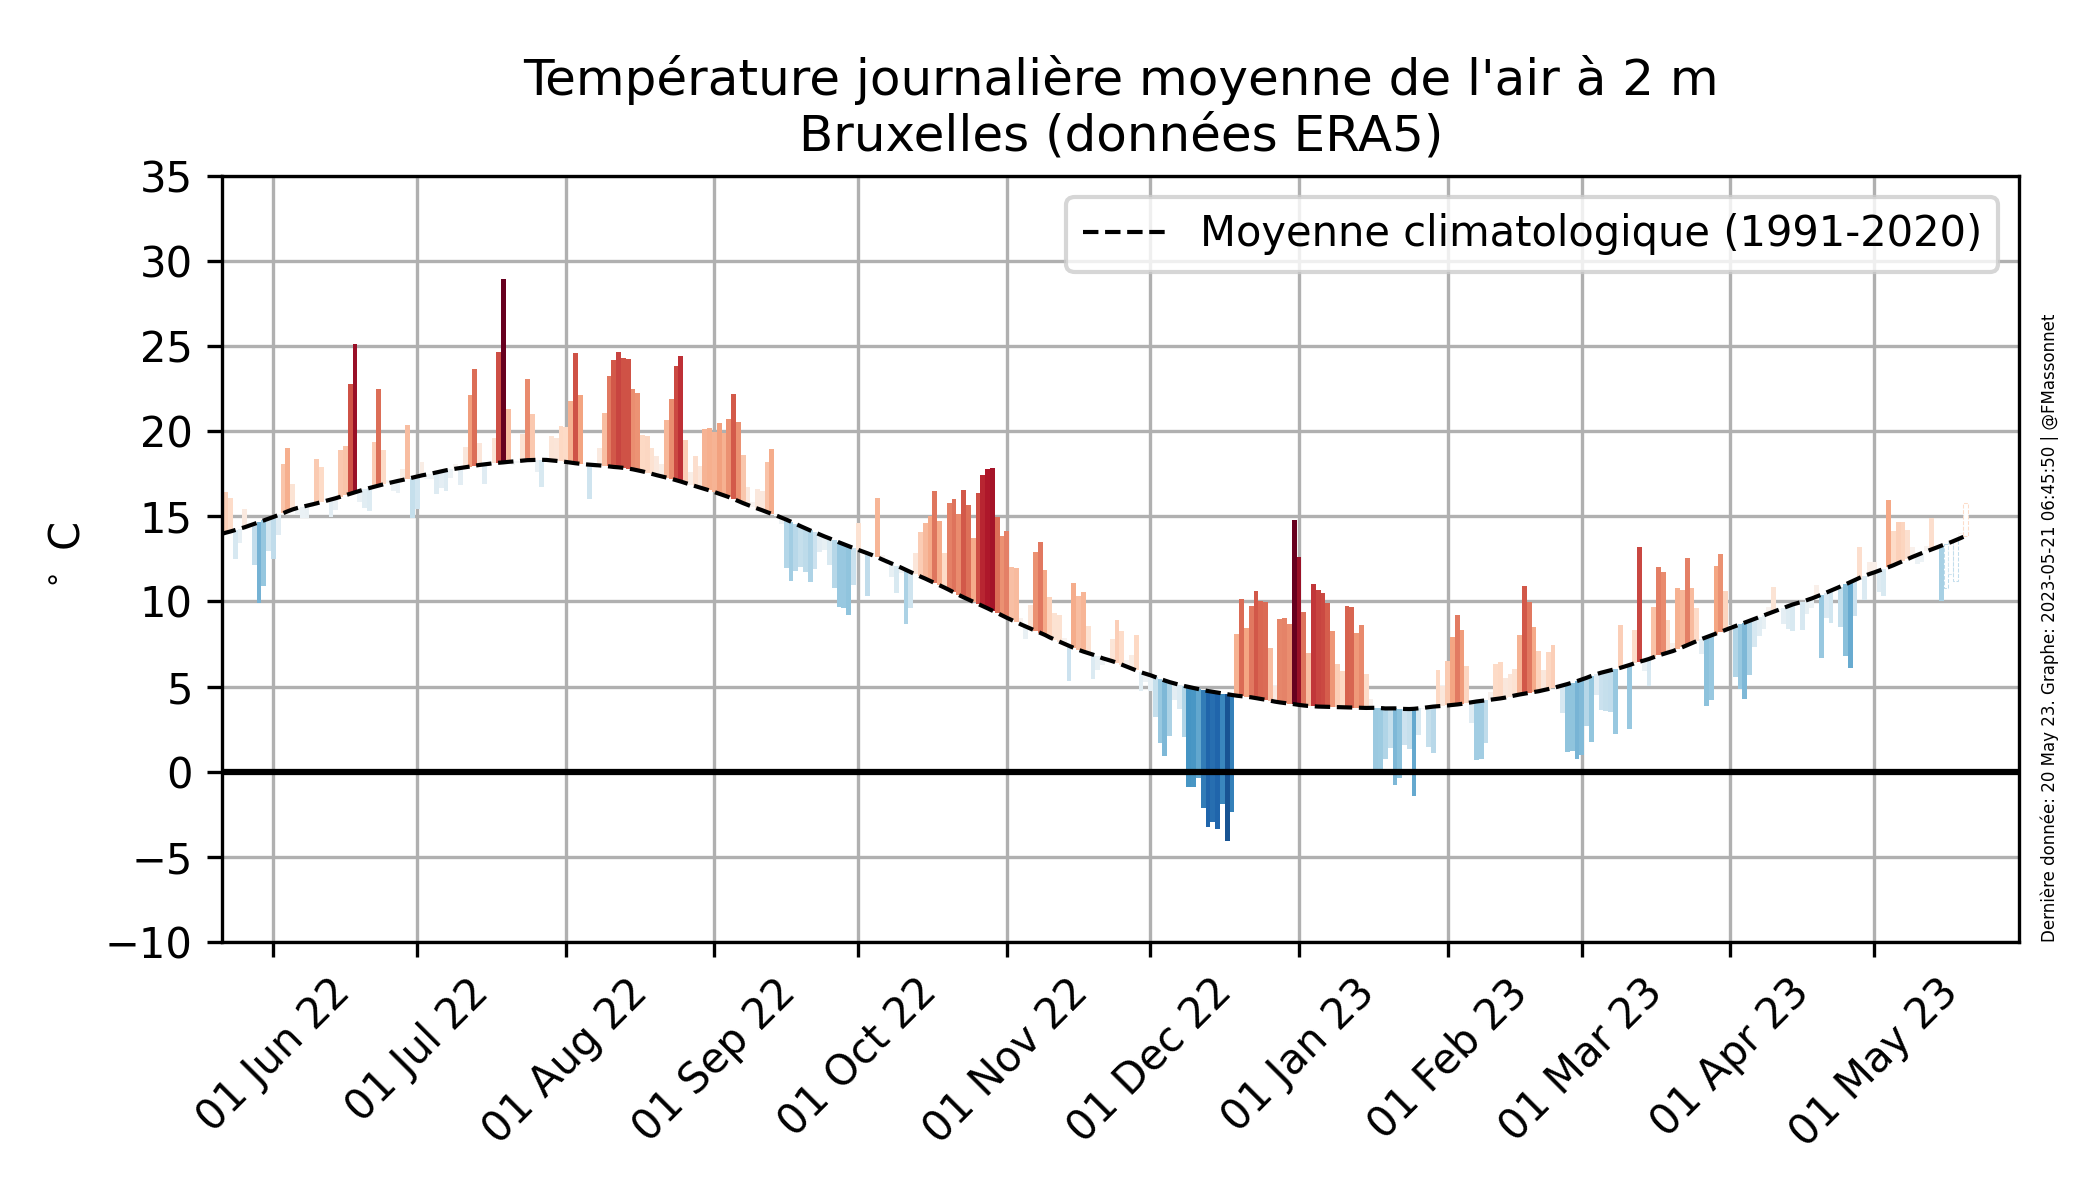 Température journalière moyenne de l'air à 2 m
Bruxelles (données ERA5)
Moyenne climatologique (1991-2020)
35
30
25
20
15
10
5
0
−5
−10
° C
01 Jun 22
01 Jul 22
01 Aug 22
01 Sep 22
01 Oct 22
01 Nov 22
01 Dec 22
01 Jan 23
01 Feb 23
01 Mar 23
01 Apr 23
01 May 23
Dernière donnée: 20 May 23. Graphe: 2023-05-21 06:45:50 | @FMassonnet